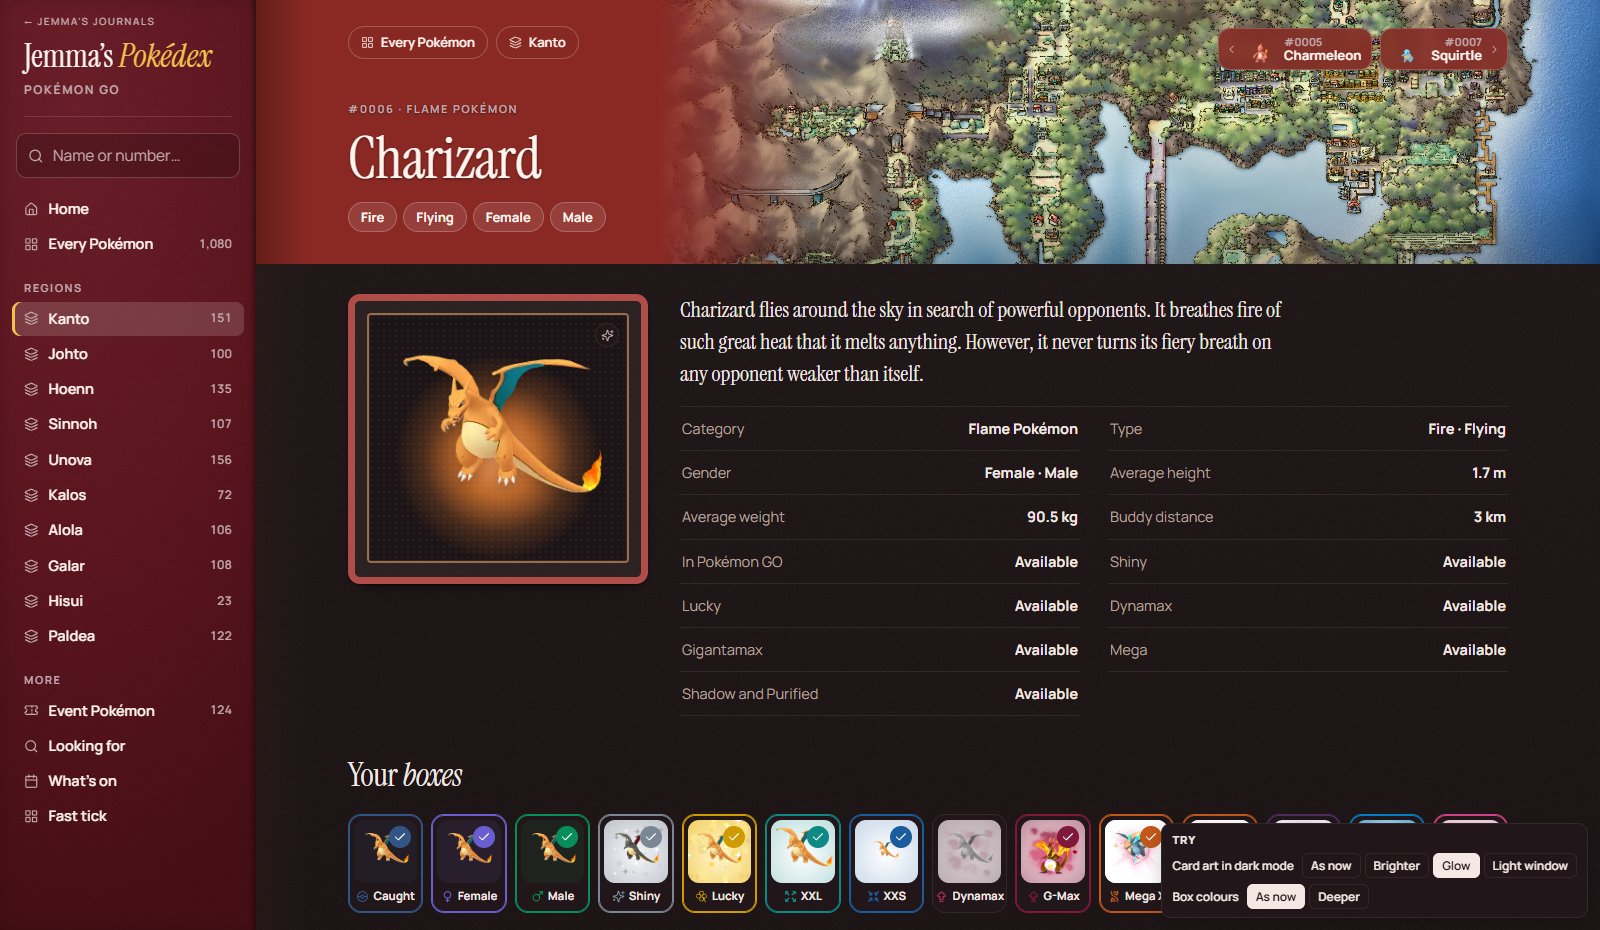 ← JEMMA'S JOURNALS
Jemma's Pokédex
POKÉMON GO
Name or number...
Home
Every Pokémon 1,080
REGIONS
Kanto 151
Johto 100
Hoenn 135
Sinnoh 107
Unova 156
Kalos 72
Alola 106
Galar 108
Hisui 23
Paldea 122
MORE
Event Pokémon 124
Looking for
What's on
Fast tick
Every Pokémon
Kanto
#0005
Charmeleon
#0007
Squirtle
#0006 · FLAME POKÉMON
Charizard
Fire
Flying
Female
Male
Charizard flies around the sky in search of powerful opponents. It breathes fire of
such great heat that it melts anything. However, it never turns its fiery breath on
any opponent weaker than itself.
Category Flame Pokémon
Type Fire · Flying
Gender Female · Male
Average height 1.7 m
Average weight 90.5 kg
Buddy distance 3 km
In Pokémon GO Available
Shiny Available
Lucky Available
Dynamax Available
Gigantamax Available
Mega Available
Shadow and Purified Available
Your boxes
Caught
Female
Male
Shiny
Lucky
XXL
XXS
Dynamax
G-Max
Mega
TRY
Card art in dark mode As now Brighter Glow Light window
Box colours As now Deeper